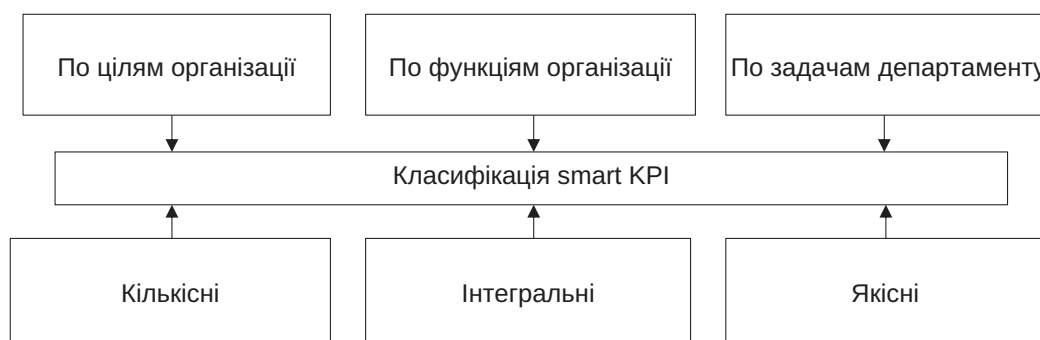 По цілям організації
По функціям організації
По задачам департаменту
Класифікація smart KPI
Кількісні
Інтегральні
Якісні